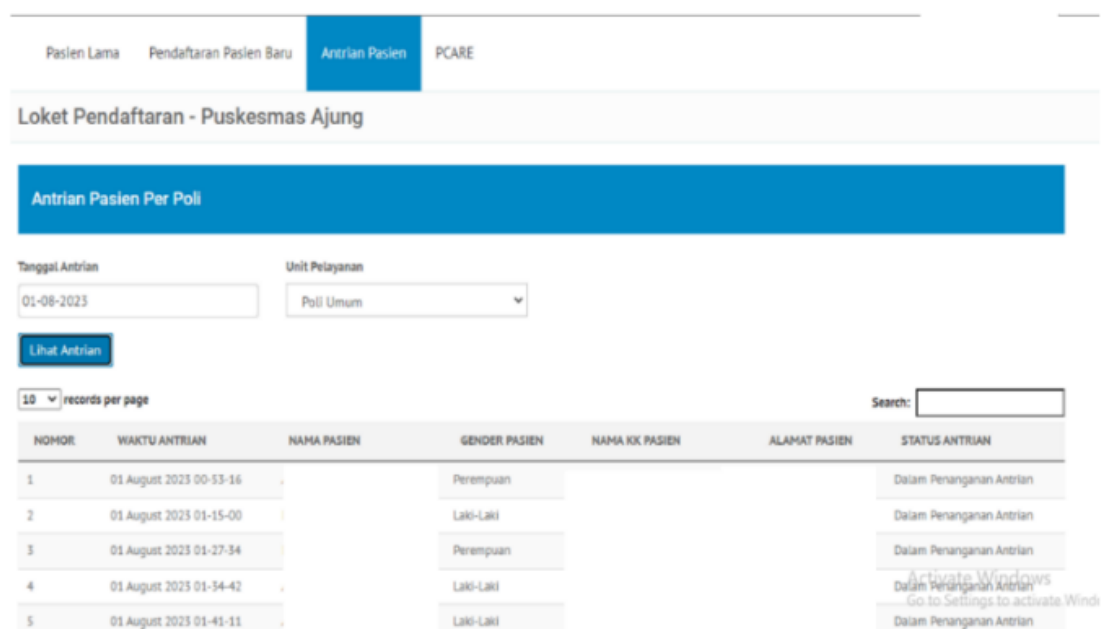 Pasien Lama Pendaftaran Pasien Baru Antrian Pasien PCARE
Loket Pendaftaran - Puskesmas Ajung
Antrian Pasien Per Poli
Tanggal Antrian Unit Pelayanan
01-08-2023 Poli Umum
Lihat Antrian
10 records per page Search:
NOMOR WAKTU ANTRIAN NAMA PASIEN GENDER PASIEN NAMA KK PASIEN ALAMAT PASIEN STATUS ANTRIAN
1 01 August 2023 00-53-16 Perempuan Dalam Penanganan Antrian
2 01 August 2023 01-15-00 Laki-Laki Dalam Penanganan Antrian
3 01 August 2023 01-27-34 Perempuan Dalam Penanganan Antrian
4 01 August 2023 01-34-42 Laki-Laki Dalam Penanganan Antrian
Activate Windows
Go to Settings to activate Wind
5 01 August 2023 01-41-11 Laki-Laki Dalam Penanganan Antrian